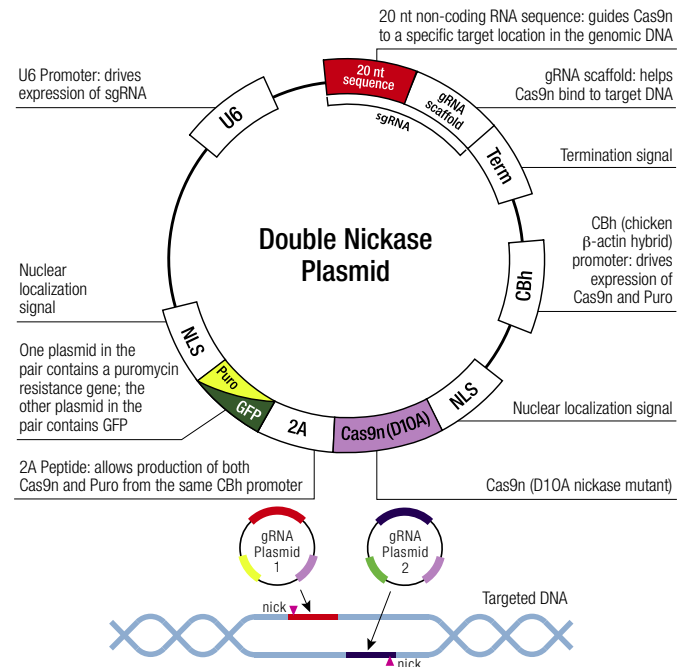 20 nt non-coding RNA sequence: guides Cas9n
to a specific target location in the genomic DNA
U6 Promoter: drives
expression of sgRNA
gRNA scaffold: helps
Cas9n bind to target DNA
20 nt
sequence
gRNA
scaffold
sgRNA
U6
Term
Termination signal
Double Nickase
Plasmid
CBh (chicken
β-actin hybrid)
promoter: drives
expression of
Cas9n and Puro
CBh
Nuclear
localization
signal
NLS
One plasmid in the
pair contains a puromycin
resistance gene; the
other plasmid in the
pair contains GFP
Puro
GFP
2A
Cas9n (D10A)
NLS
Nuclear localization signal
2A Peptide: allows production of both
Cas9n and Puro from the same CBh promoter
Cas9n (D10A nickase mutant)
gRNA
Plasmid
1
gRNA
Plasmid
2
nick
Targeted DNA
nick